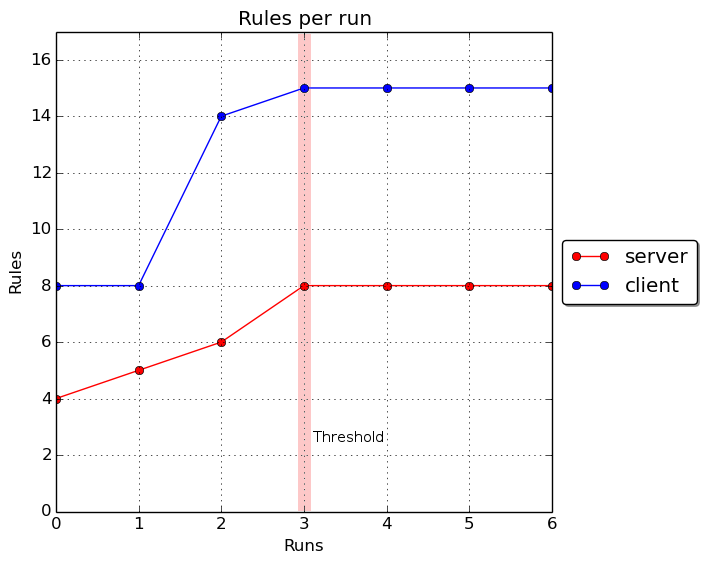 Rules per run
16
14
12
10
8
6
4
2
0
Rules
Threshold
0 1 2 3 4 5 6
Runs
server
client